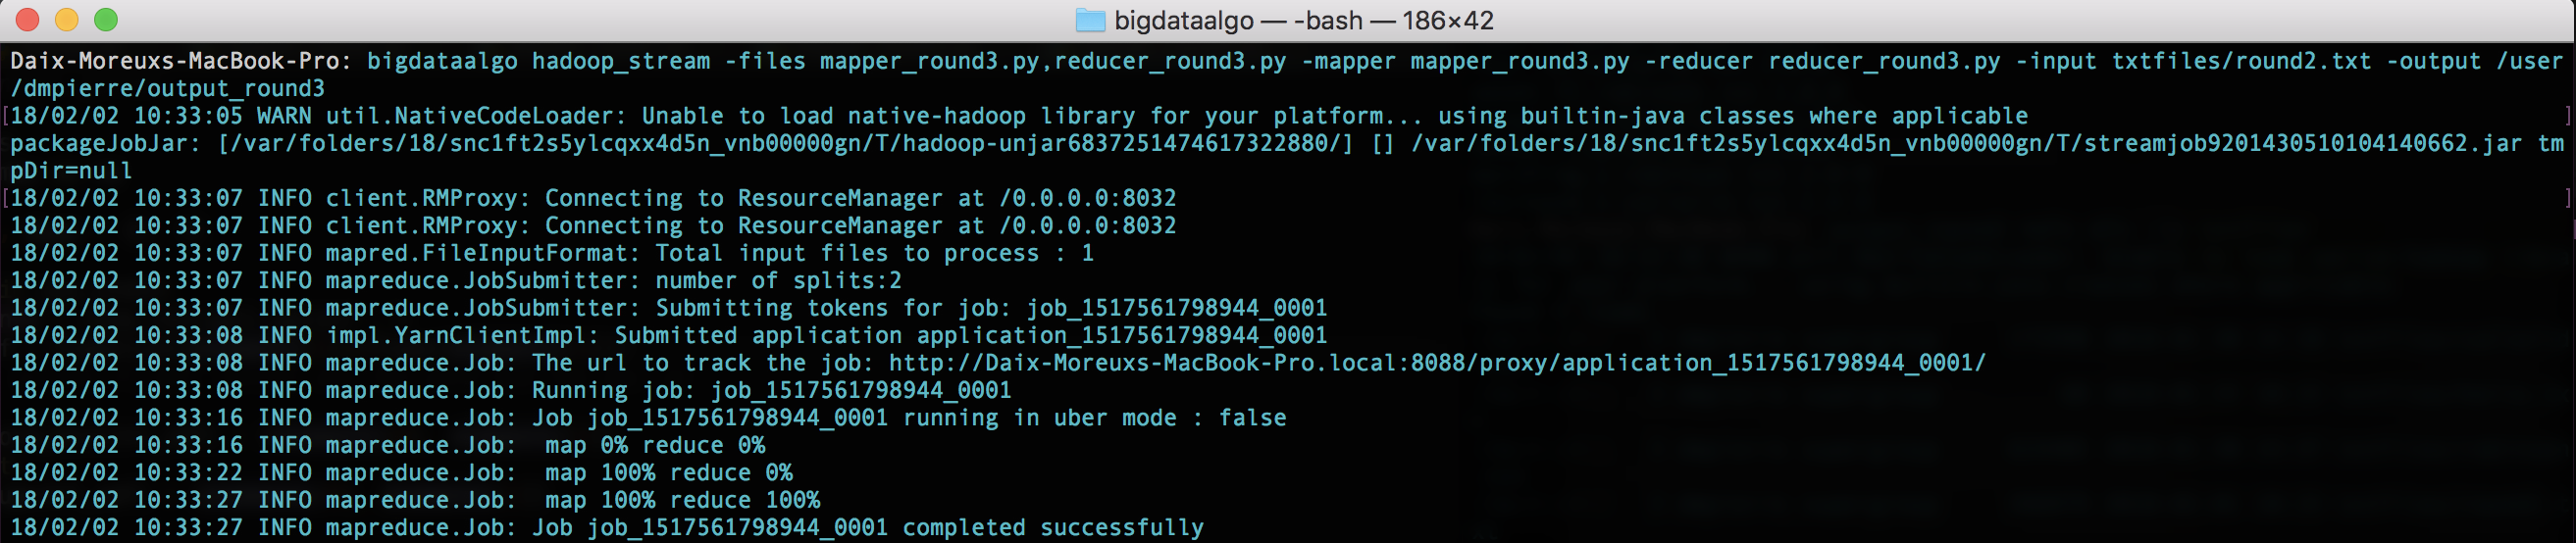 bigdataalgo — -bash — 186×42
Daix-Moreuxs-MacBook-Pro: bigdataalgo hadoop_stream -files mapper_round3.py,reducer_round3.py -mapper mapper_round3.py -reducer reducer_round3.py -input txtfiles/round2.txt -output /user
/dmpierre/output_round3
[18/02/02 10:33:05 WARN util.NativeCodeLoader: Unable to load native-hadoop library for your platform... using builtin-java classes where applicable ]
packageJobJar: [/var/folders/18/snc1ft2s5ylcqxx4d5n_vnb00000gn/T/hadoop-unjar6837251474617322880/] [] /var/folders/18/snc1ft2s5ylcqxx4d5n_vnb00000gn/T/streamjob9201430510104140662.jar tm
pDir=null
[18/02/02 10:33:07 INFO client.RMProxy: Connecting to ResourceManager at /0.0.0.0:8032 ]
18/02/02 10:33:07 INFO client.RMProxy: Connecting to ResourceManager at /0.0.0.0:8032
18/02/02 10:33:07 INFO mapred.FileInputFormat: Total input files to process : 1
18/02/02 10:33:07 INFO mapreduce.JobSubmitter: number of splits:2
18/02/02 10:33:07 INFO mapreduce.JobSubmitter: Submitting tokens for job: job_1517561798944_0001
18/02/02 10:33:08 INFO impl.YarnClientImpl: Submitted application application_1517561798944_0001
18/02/02 10:33:08 INFO mapreduce.Job: The url to track the job: http://Daix-Moreuxs-MacBook-Pro.local:8088/proxy/application_1517561798944_0001/
18/02/02 10:33:08 INFO mapreduce.Job: Running job: job_1517561798944_0001
18/02/02 10:33:16 INFO mapreduce.Job: Job job_1517561798944_0001 running in uber mode : false
18/02/02 10:33:16 INFO mapreduce.Job:  map 0% reduce 0%
18/02/02 10:33:22 INFO mapreduce.Job:  map 100% reduce 0%
18/02/02 10:33:27 INFO mapreduce.Job:  map 100% reduce 100%
18/02/02 10:33:27 INFO mapreduce.Job: Job job_1517561798944_0001 completed successfully